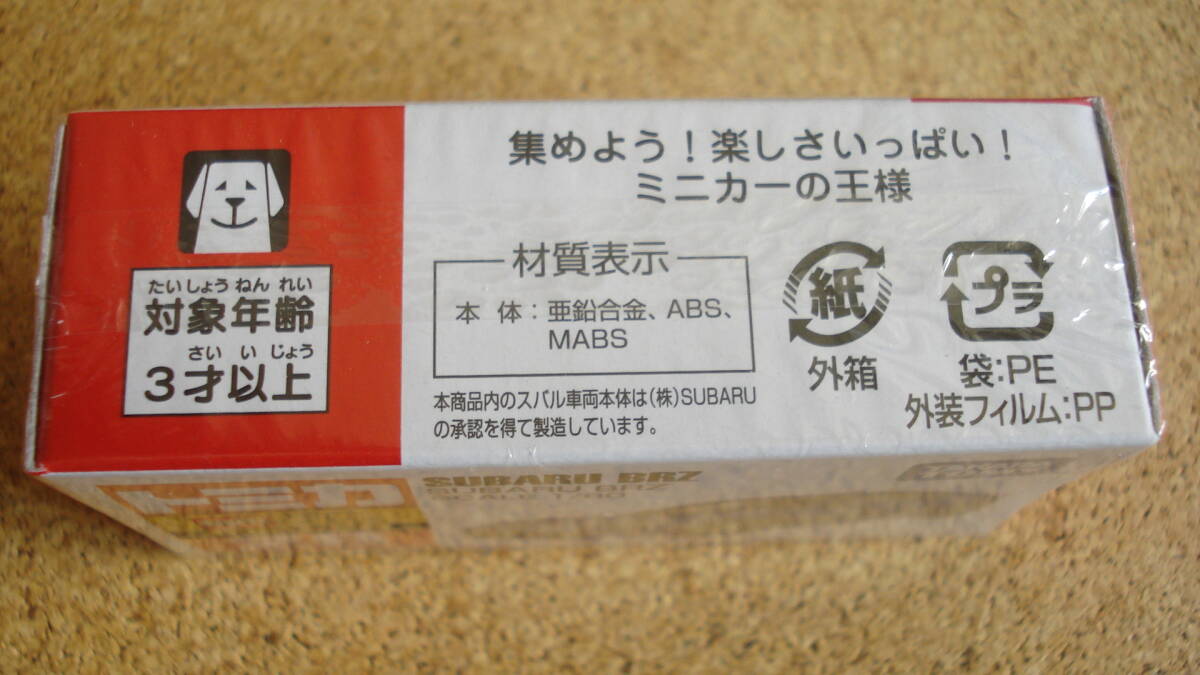 集めよう！楽しさいっぱい！
ミニカーの王様
たい しょう ねん れい
対象年齢
さい い じょう
3才以上
材質表示
本 体：亜鉛合金、ABS、
MABS
本商品内のスバル車両本体は(株)SUBARU
の承認を得て製造しています。
紙
外箱
プラ
袋:PE
外装フィルム:PP
トミカ
SUBARU BRZ
SUBARU BRZ